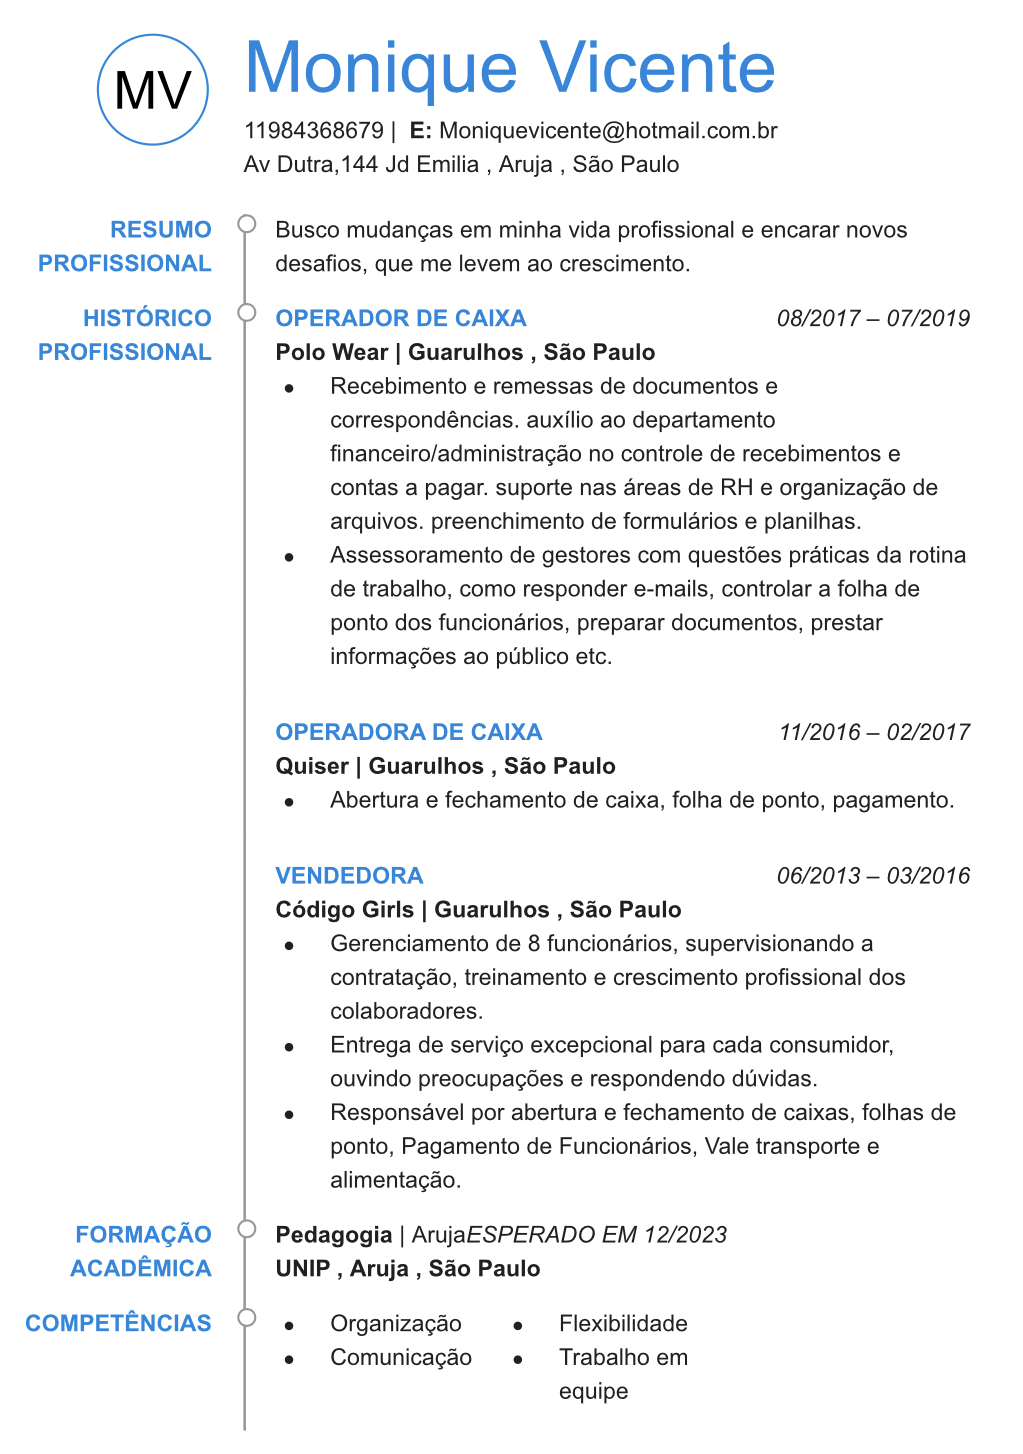 MV
Monique Vicente
11984368679 | E: Moniquevicente@hotmail.com.br
Av Dutra,144 Jd Emilia , Aruja , São Paulo
RESUMO PROFISSIONAL
Busco mudanças em minha vida profissional e encarar novos
desafios, que me levem ao crescimento.
HISTÓRICO PROFISSIONAL
OPERADOR DE CAIXA 08/2017 – 07/2019
Polo Wear | Guarulhos , São Paulo
● Recebimento e remessas de documentos e
correspondências. auxílio ao departamento
financeiro/administração no controle de recebimentos e
contas a pagar. suporte nas áreas de RH e organização de
arquivos. preenchimento de formulários e planilhas.
● Assessoramento de gestores com questões práticas da rotina
de trabalho, como responder e-mails, controlar a folha de
ponto dos funcionários, preparar documentos, prestar
informações ao público etc.
OPERADORA DE CAIXA 11/2016 – 02/2017
Quiser | Guarulhos , São Paulo
● Abertura e fechamento de caixa, folha de ponto, pagamento.
VENDEDORA 06/2013 – 03/2016
Código Girls | Guarulhos , São Paulo
● Gerenciamento de 8 funcionários, supervisionando a
contratação, treinamento e crescimento profissional dos
colaboradores.
● Entrega de serviço excepcional para cada consumidor,
ouvindo preocupações e respondendo dúvidas.
● Responsável por abertura e fechamento de caixas, folhas de
ponto, Pagamento de Funcionários, Vale transporte e
alimentação.
FORMAÇÃO ACADÊMICA
Pedagogia | ArujaESPERADO EM 12/2023
UNIP , Aruja , São Paulo
COMPETÊNCIAS
● Organização
● Comunicação
● Flexibilidade
● Trabalho em
equipe